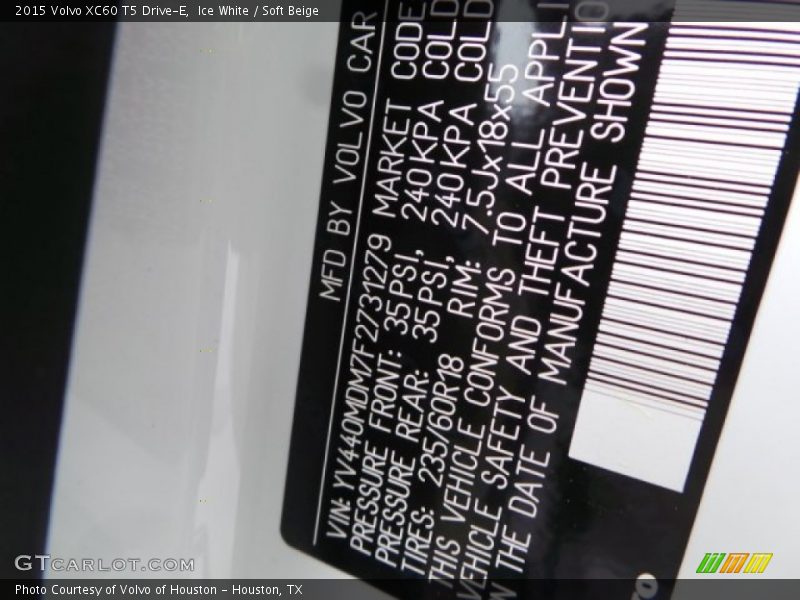 2015 Volvo XC60 T5 Drive-E,  Ice White / Soft Beige
MFD BY VOLVO CAR
VIN: YV440MDM7F2731279 MARKET CODE
PRESSURE FRONT: 35PSI, 240KPA COLD
PRESSURE REAR: 35PSI, 240KPA COLD
TIRES: 235/60R18 RIM: 7.5Jx18x55
THIS VEHICLE CONFORMS TO ALL APPLI
VEHICLE SAFETY AND THEFT PREVENTIO
THE DATE OF MANUFACTURE SHOWN
GTCARLOT.COM
Photo Courtesy of Volvo of Houston - Houston, TX